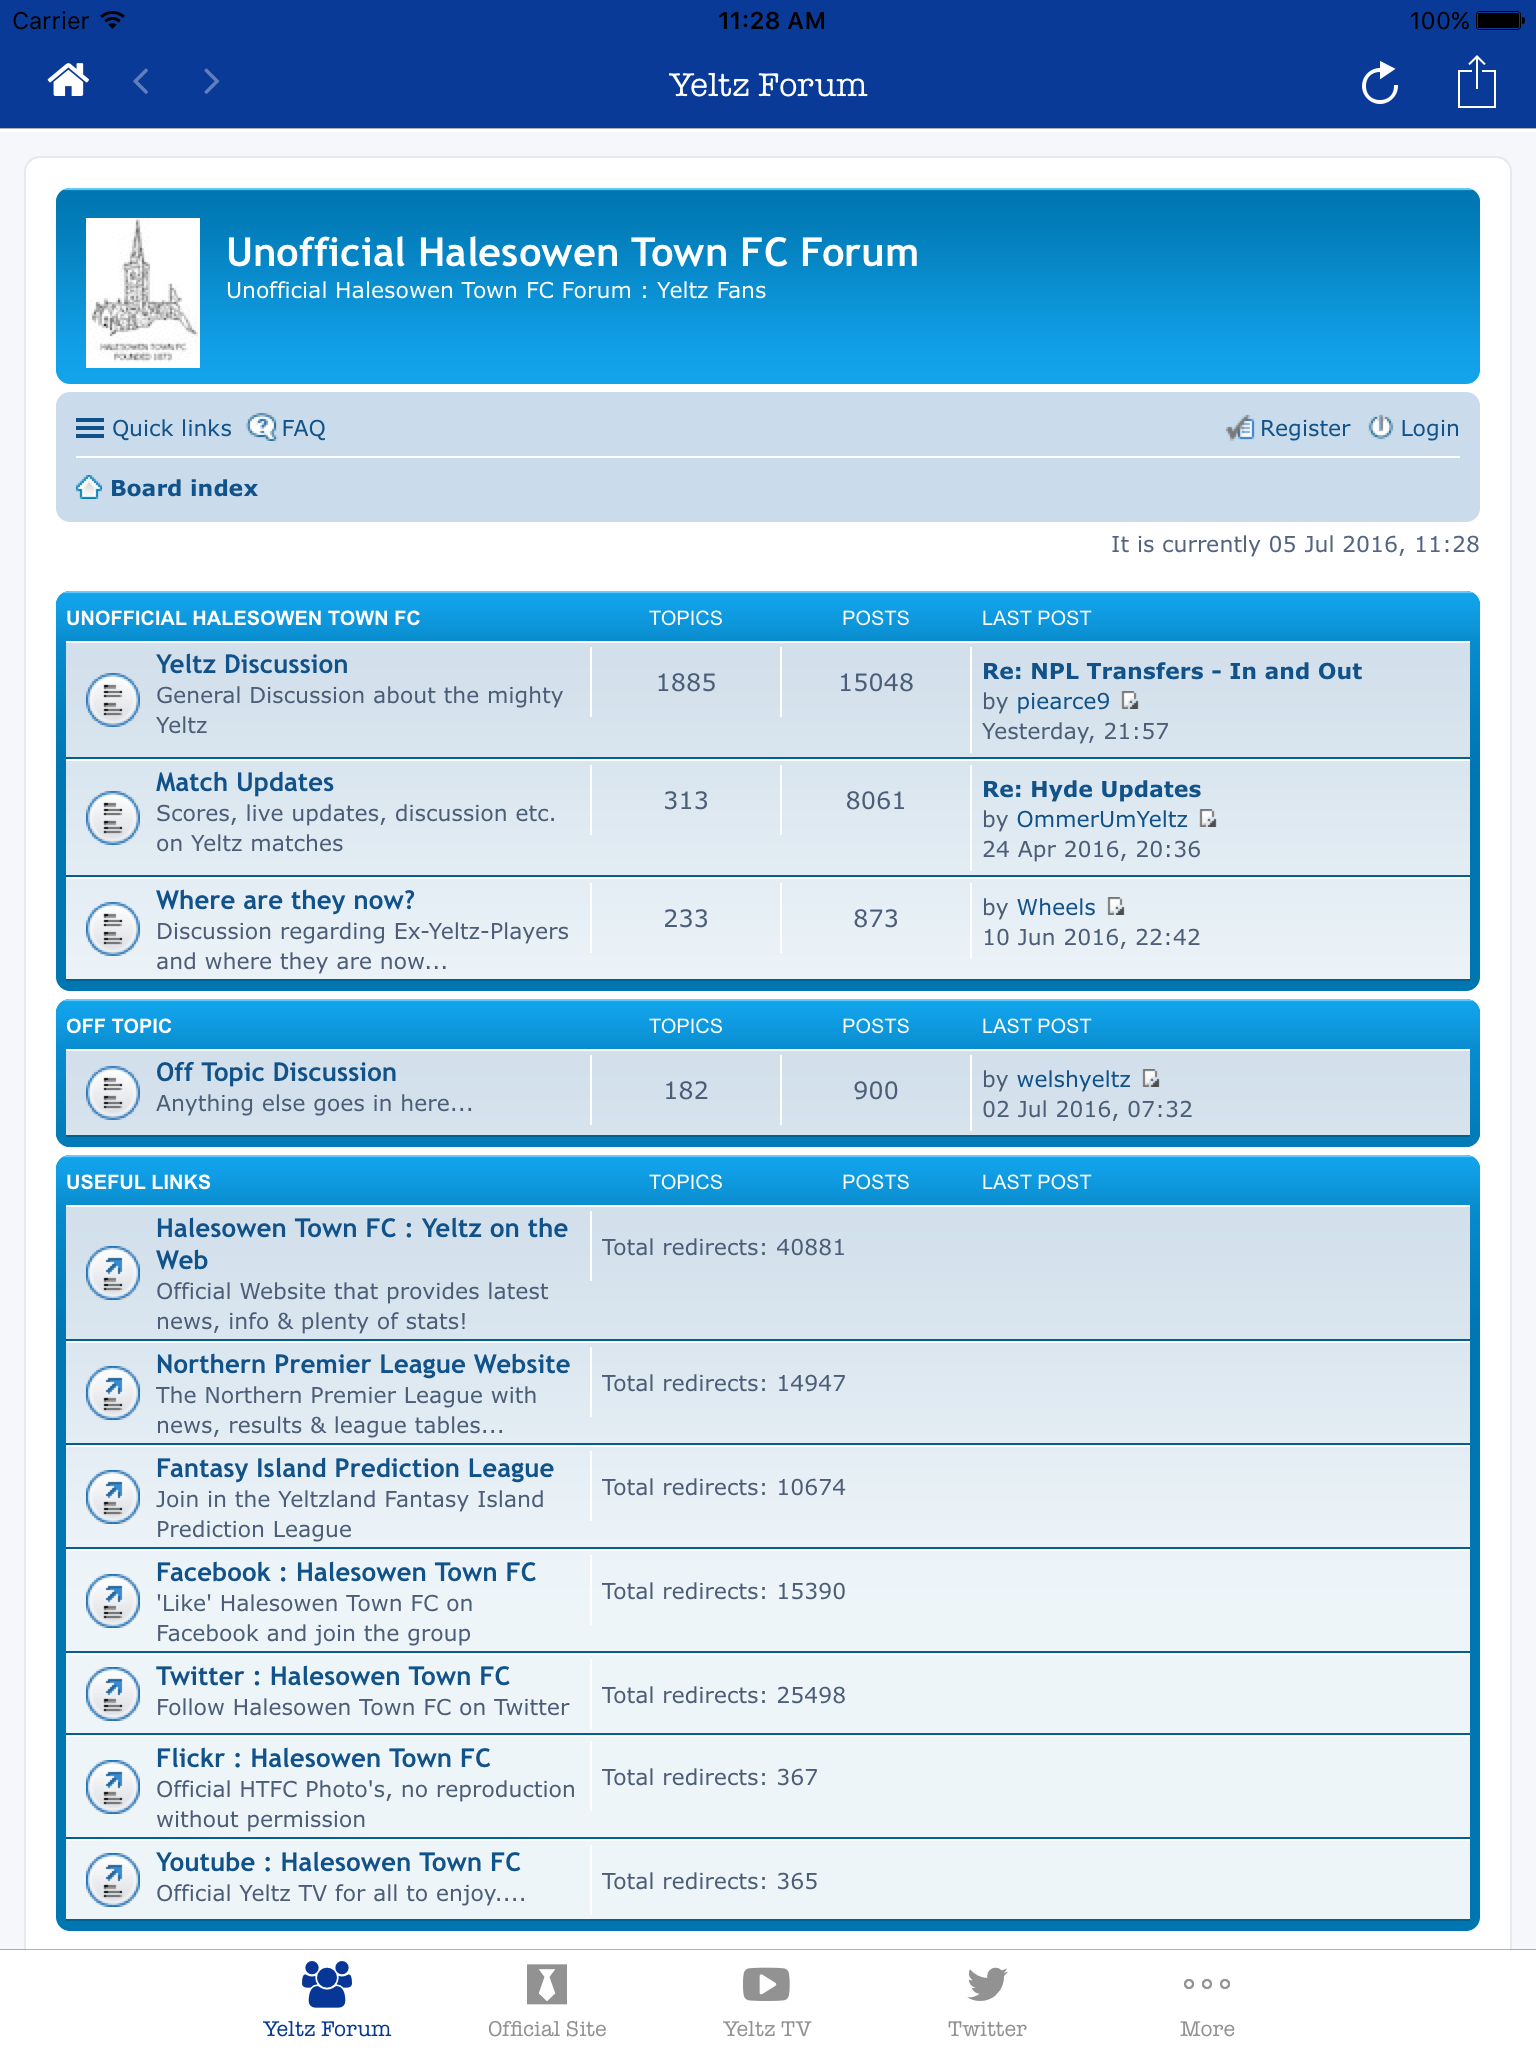 Carrier 11:28 AM 100%
Yeltz Forum
HALESOWEN TOWN FC
FOUNDED 1873
Unofficial Halesowen Town FC Forum
Unofficial Halesowen Town FC Forum : Yeltz Fans
Quick links FAQ Register Login
Board index
It is currently 05 Jul 2016, 11:28
UNOFFICIAL HALESOWEN TOWN FC TOPICS POSTS LAST POST
Yeltz Discussion
General Discussion about the mighty
Yeltz
1885 15048
Re: NPL Transfers - In and Out
by piearce9
Yesterday, 21:57
Match Updates
Scores, live updates, discussion etc.
on Yeltz matches
313 8061
Re: Hyde Updates
by OmmerUmYeltz
24 Apr 2016, 20:36
Where are they now?
Discussion regarding Ex-Yeltz-Players
and where they are now...
233 873
by Wheels
10 Jun 2016, 22:42
OFF TOPIC TOPICS POSTS LAST POST
Off Topic Discussion
Anything else goes in here...
182 900
by welshyeltz
02 Jul 2016, 07:32
USEFUL LINKS TOPICS POSTS LAST POST
Halesowen Town FC : Yeltz on the
Web
Official Website that provides latest
news, info & plenty of stats!
Total redirects: 40881
Northern Premier League Website
The Northern Premier League with
news, results & league tables...
Total redirects: 14947
Fantasy Island Prediction League
Join in the Yeltzland Fantasy Island
Prediction League
Total redirects: 10674
Facebook : Halesowen Town FC
'Like' Halesowen Town FC on
Facebook and join the group
Total redirects: 15390
Twitter : Halesowen Town FC
Follow Halesowen Town FC on Twitter
Total redirects: 25498
Flickr : Halesowen Town FC
Official HTFC Photo's, no reproduction
without permission
Total redirects: 367
Youtube : Halesowen Town FC
Official Yeltz TV for all to enjoy....
Total redirects: 365
Yeltz Forum Official Site Yeltz TV Twitter More